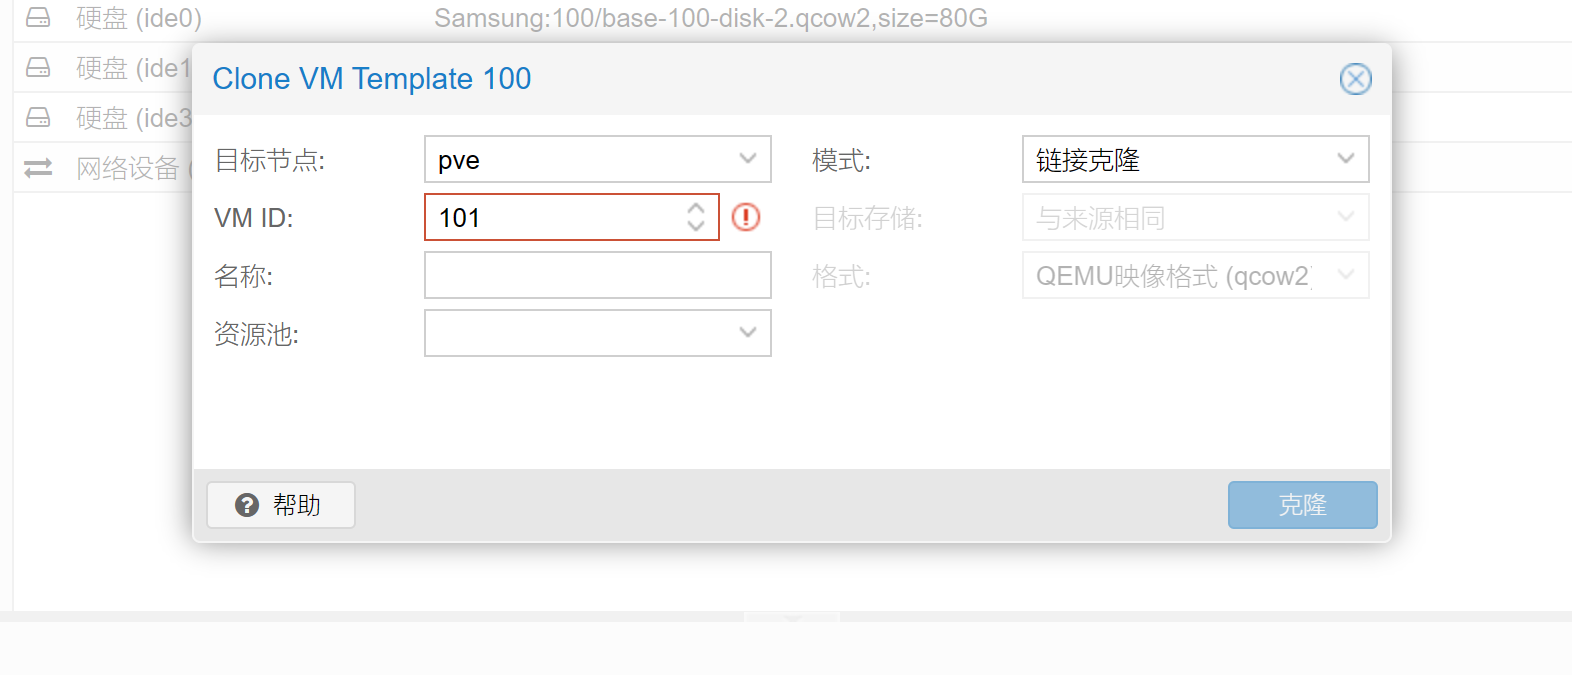 硬盘 (ide0) Samsung:100/base-100-disk-2.qcow2,size=80G
硬盘 (ide1
硬盘 (ide3
网络设备 (
Clone VM Template 100
目标节点: pve
模式: 链接克隆
VM ID: 101
目标存储: 与来源相同
名称:
格式: QEMU映像格式 (qcow2)
资源池:
帮助
克隆